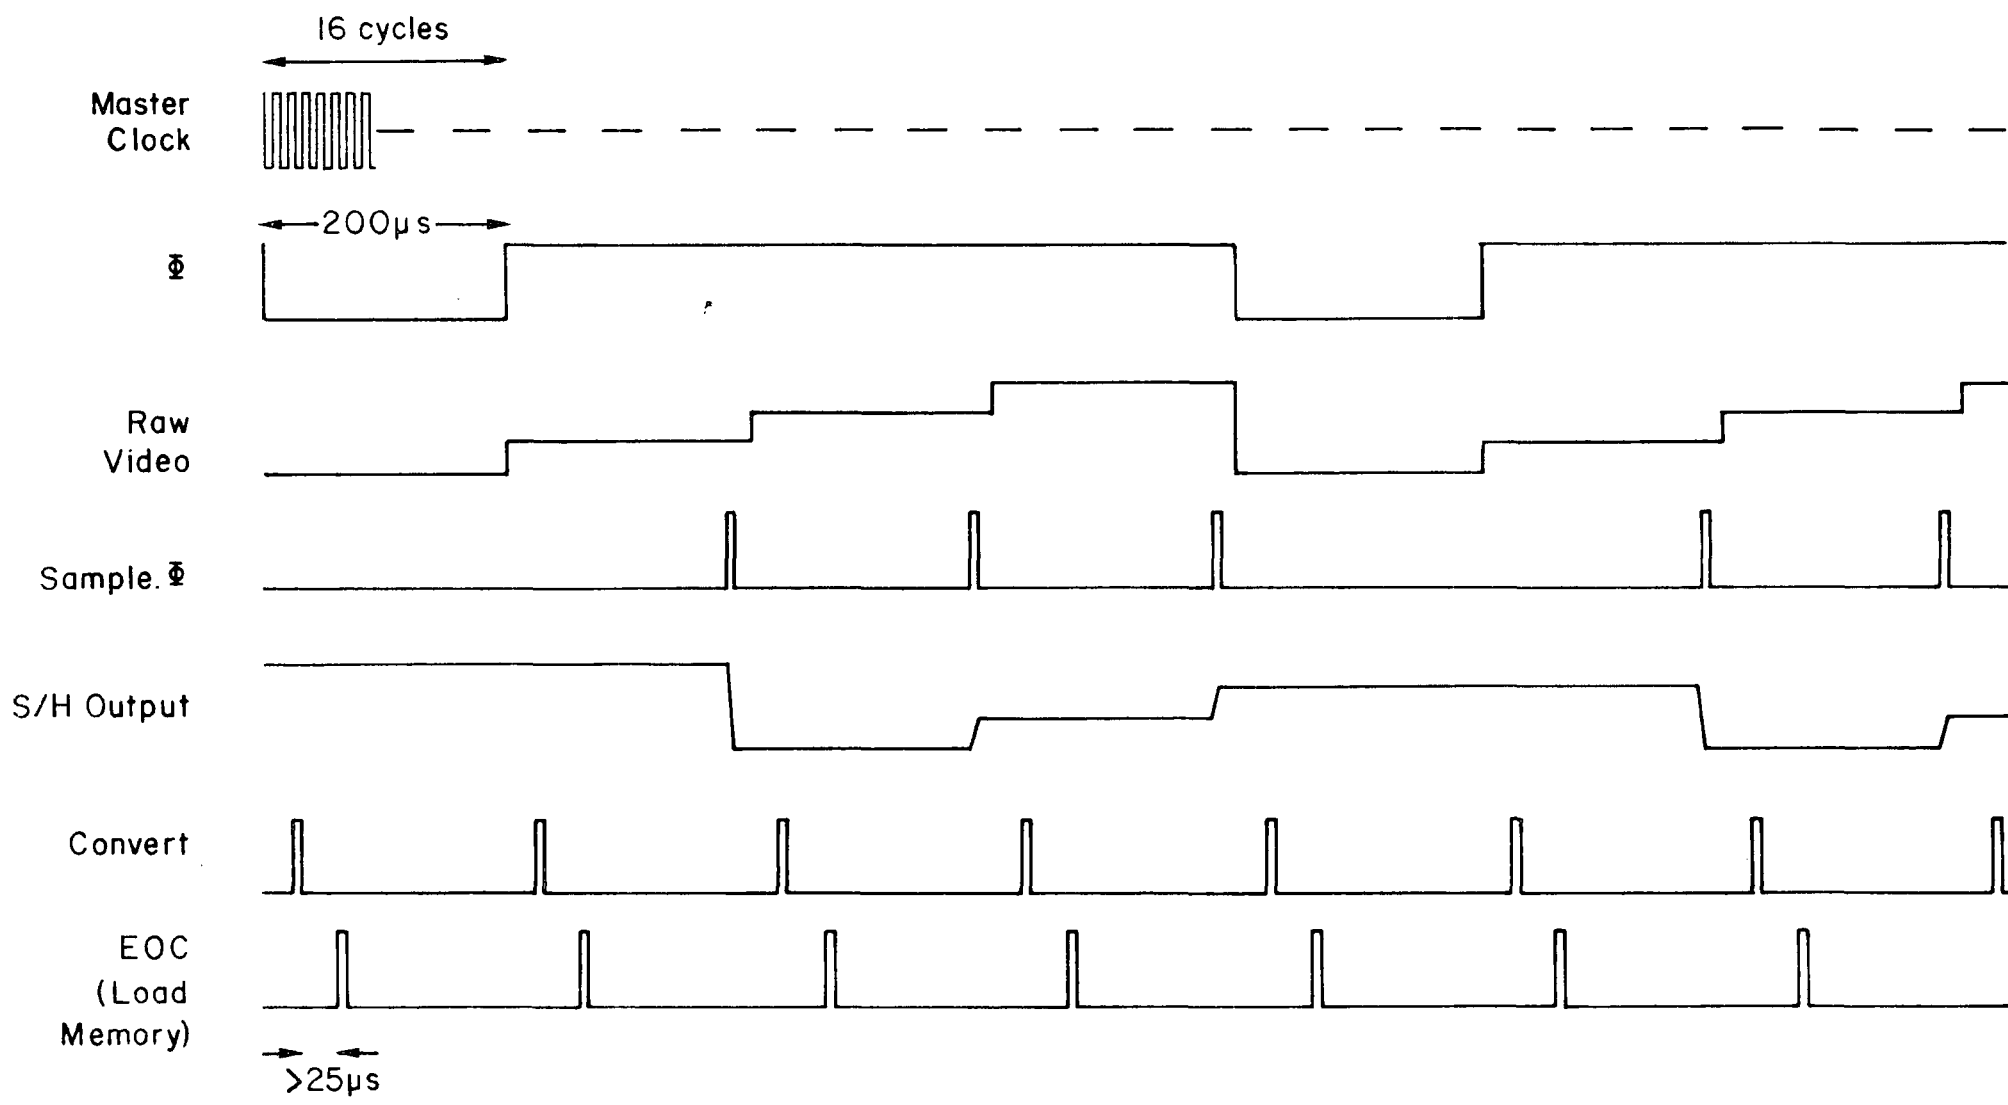 16 cycles
Master
Clock
200μs
Φ
Raw
Video
Sample.Φ
S/H Output
Convert
EOC
(Load
Memory)
>25μs